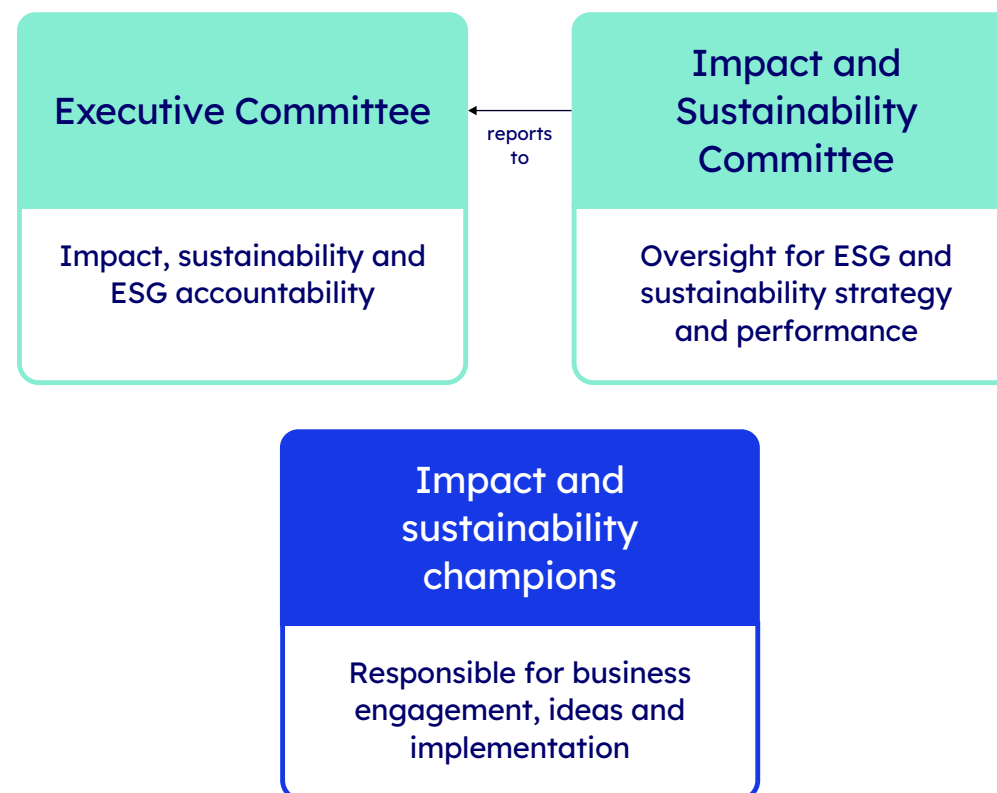 Executive Committee
Impact, sustainability and
ESG accountability
reports
to
Impact and
Sustainability
Committee
Oversight for ESG and
sustainability strategy
and performance
Impact and
sustainability
champions
Responsible for business
engagement, ideas and
implementation